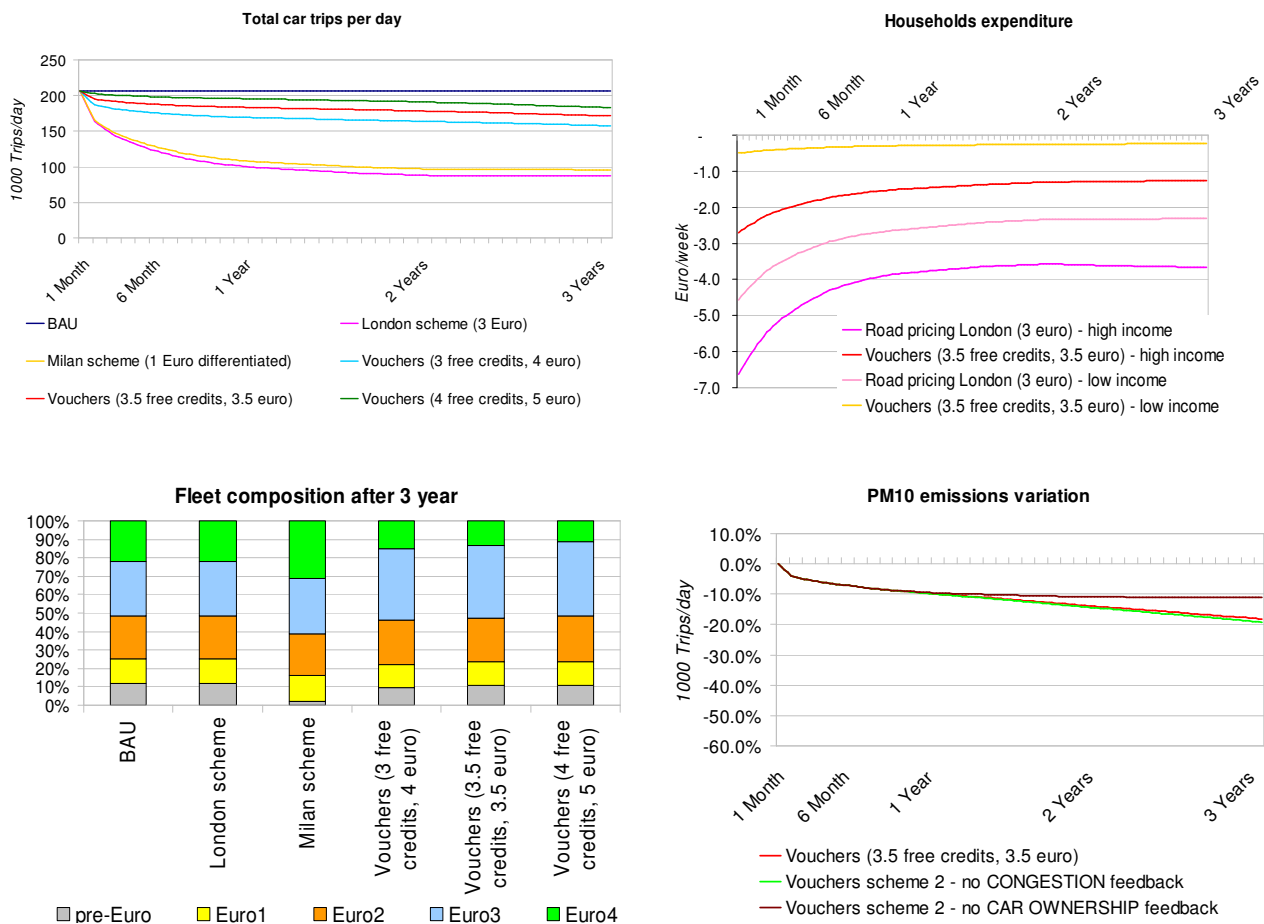 Total car trips per day
250
200
150
100
50
0
1000 Trips/day
1 Month
6 Month
1 Year
2 Years
3 Years
BAU
London scheme (3 Euro)
Milan scheme (1 Euro differentiated)
Vouchers (3 free credits, 4 euro)
Vouchers (3.5 free credits, 3.5 euro)
Vouchers (4 free credits, 5 euro)
Households expenditure
1 Month
6 Month
1 Year
2 Years
3 Years
-
-1.0
-2.0
-3.0
-4.0
-5.0
-6.0
-7.0
Euro/week
Road pricing London (3 euro) - high income
Vouchers (3.5 free credits, 3.5 euro) - high income
Road pricing London (3 euro) - low income
Vouchers (3.5 free credits, 3.5 euro) - low income
Fleet composition after 3 year
100%
90%
80%
70%
60%
50%
40%
30%
20%
10%
0%
BAU
London scheme
Milan scheme
Vouchers (3 free
credits, 4 euro)
Vouchers (3.5 free
credits, 3.5 euro)
Vouchers (4 free
credits, 5 euro)
pre-Euro
Euro1
Euro2
Euro3
Euro4
PM10 emissions variation
10.0%
0.0%
-10.0%
-20.0%
-30.0%
-40.0%
-50.0%
-60.0%
1000 Trips/day
1 Month
6 Month
1 Year
2 Years
3 Years
Vouchers (3.5 free credits, 3.5 euro)
Vouchers scheme 2 - no CONGESTION feedback
Vouchers scheme 2 - no CAR OWNERSHIP feedback